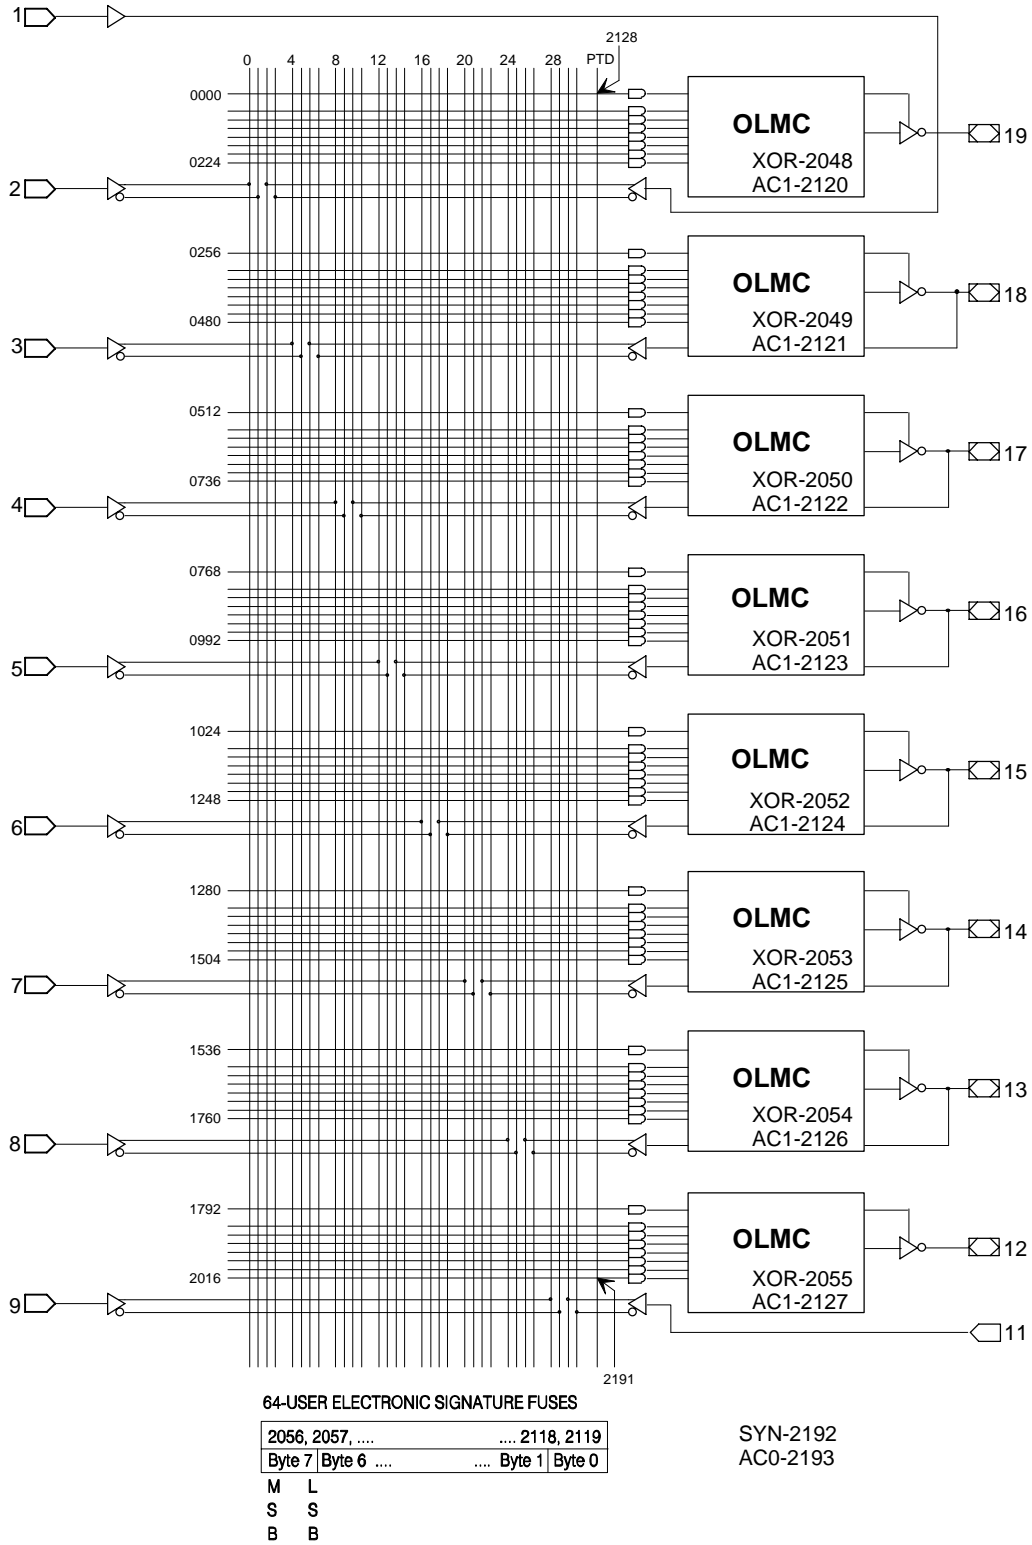 1
2128
0 4 8 12 16 20 24 28 PTD
0000
OLMC
19
XOR-2048
AC1-2120
0224
2
0256
OLMC
18
XOR-2049
AC1-2121
0480
3
0512
OLMC
17
XOR-2050
AC1-2122
0736
4
0768
OLMC
16
XOR-2051
AC1-2123
0992
5
1024
OLMC
15
XOR-2052
AC1-2124
1248
6
1280
OLMC
14
XOR-2053
AC1-2125
1504
7
1536
OLMC
13
XOR-2054
AC1-2126
1760
8
1792
OLMC
12
XOR-2055
AC1-2127
2016
9
11
2191
64-USER ELECTRONIC SIGNATURE FUSES
2056, 2057, .... .... 2118, 2119
Byte 7 Byte 6 .... .... Byte 1 Byte 0
M L
S S
B B
SYN-2192
AC0-2193